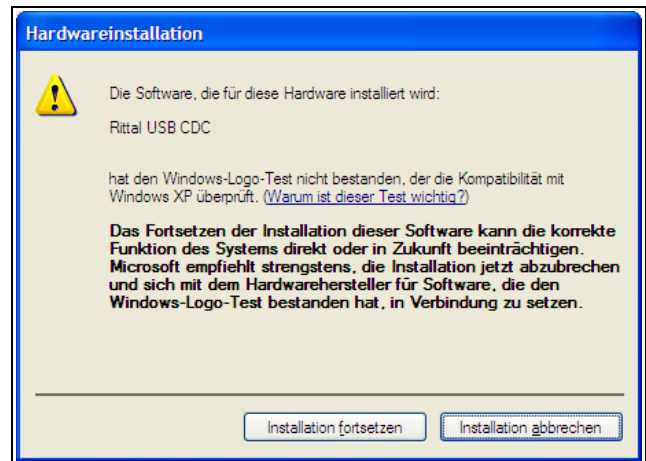 Hardwareinstallation
Die Software, die für diese Hardware installiert wird:
Rittal USB CDC
hat den Windows-Logo-Test nicht bestanden, der die Kompatibilität mit
Windows XP überprüft. (Warum ist dieser Test wichtig?)
Das Fortsetzen der Installation dieser Software kann die korrekte
Funktion des Systems direkt oder in Zukunft beeinträchtigen.
Microsoft empfiehlt strengstens, die Installation jetzt abzubrechen
und sich mit dem Hardwarehersteller für Software, die den
Windows-Logo-Test bestanden hat, in Verbindung zu setzen.
Installation fortsetzen Installation abbrechen